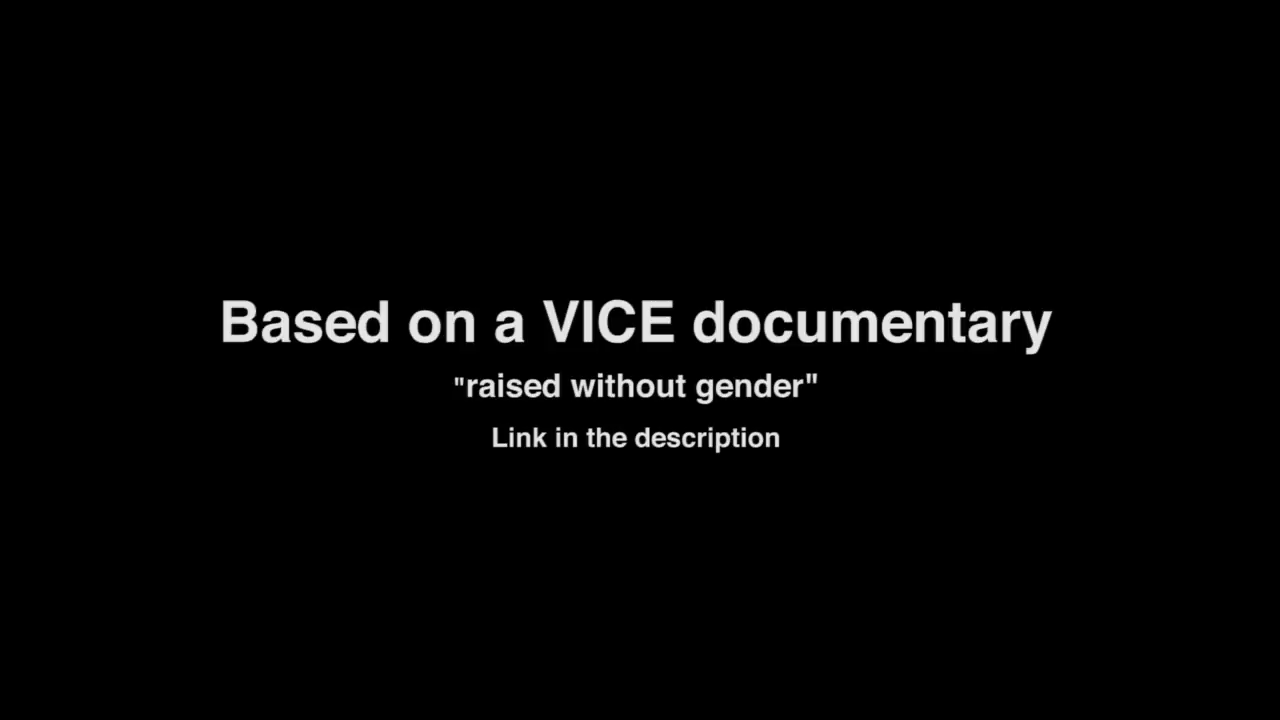 Based on a VICE documentary
"raised without gender"
Link in the description